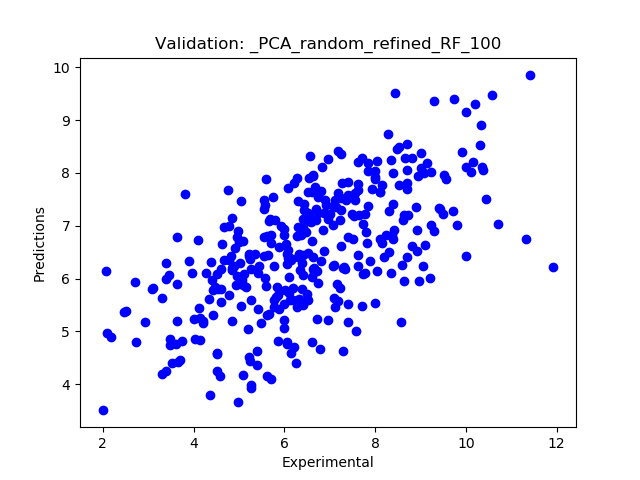 Validation: _PCA_random_refined_RF_100
10
9
8
7
6
5
4
Predictions
2 4 6 8 10 12
Experimental